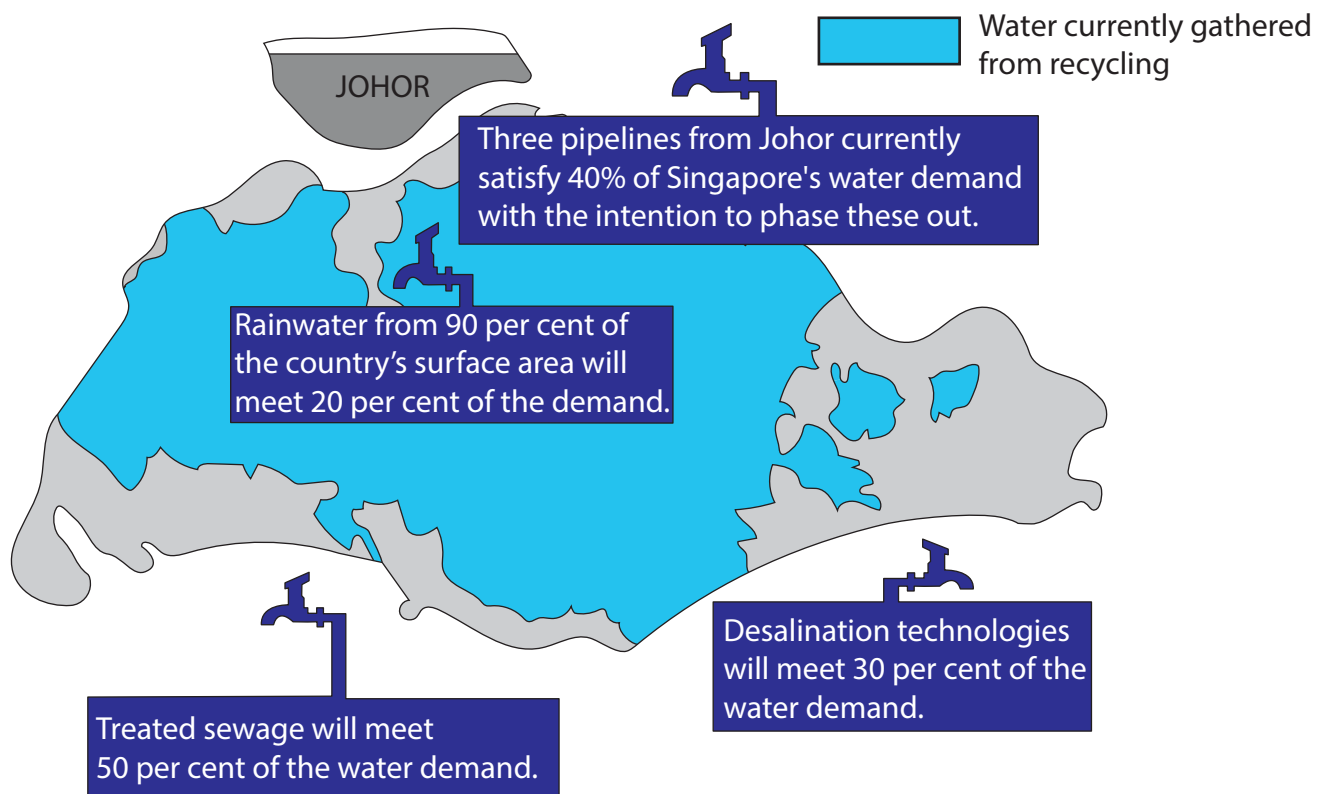 Water currently gathered
from recycling
JOHOR
Three pipelines from Johor currently
satisfy 40% of Singapore's water demand
with the intention to phase these out.
Rainwater from 90 per cent of
the country’s surface area will
meet 20 per cent of the demand.
Desalination technologies
will meet 30 per cent of the
water demand.
Treated sewage will meet
50 per cent of the water demand.